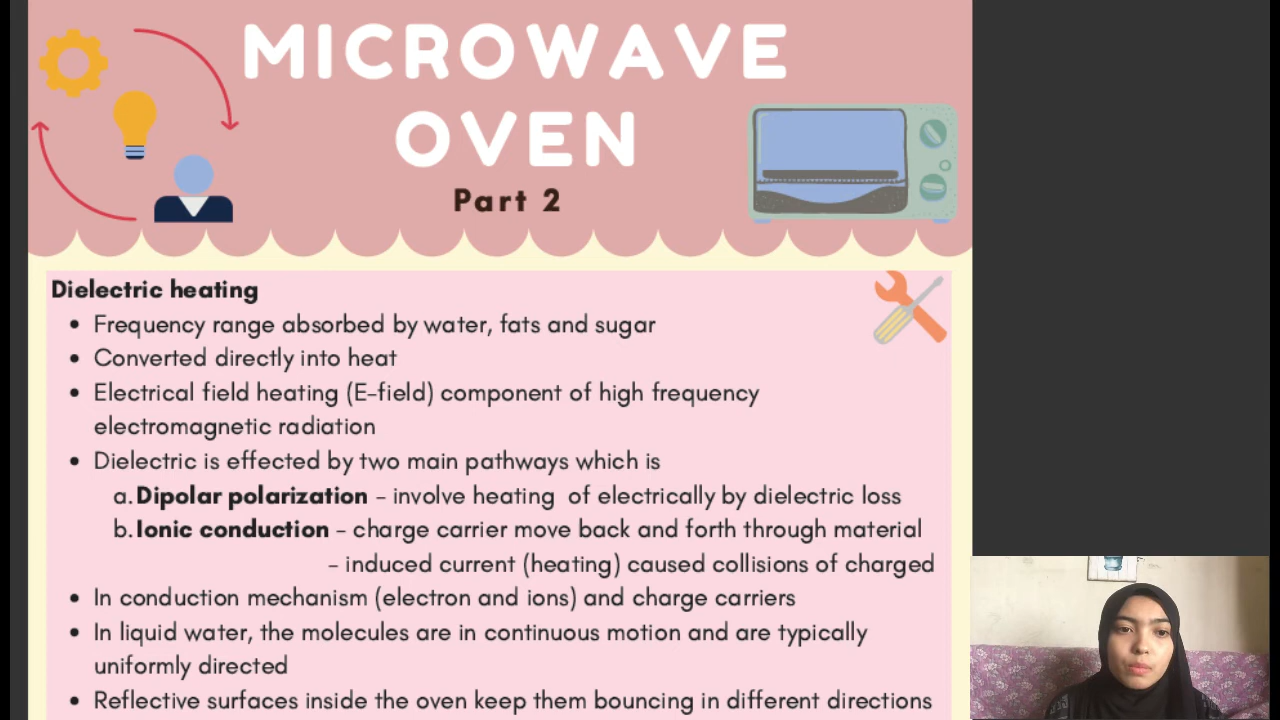 MICROWAVE
OVEN
Part 2
Dielectric heating
• Frequency range absorbed by water, fats and sugar
• Converted directly into heat
• Electrical field heating (E-field) component of high frequency
electromagnetic radiation
• Dielectric is effected by two main pathways which is
a. Dipolar polarization - involve heating of electrically by dielectric loss
b. Ionic conduction - charge carrier move back and forth through material
- induced current (heating) caused collisions of charged
• In conduction mechanism (electron and ions) and charge carriers
• In liquid water, the molecules are in continuous motion and are typically
uniformly directed
• Reflective surfaces inside the oven keep them bouncing in different directions